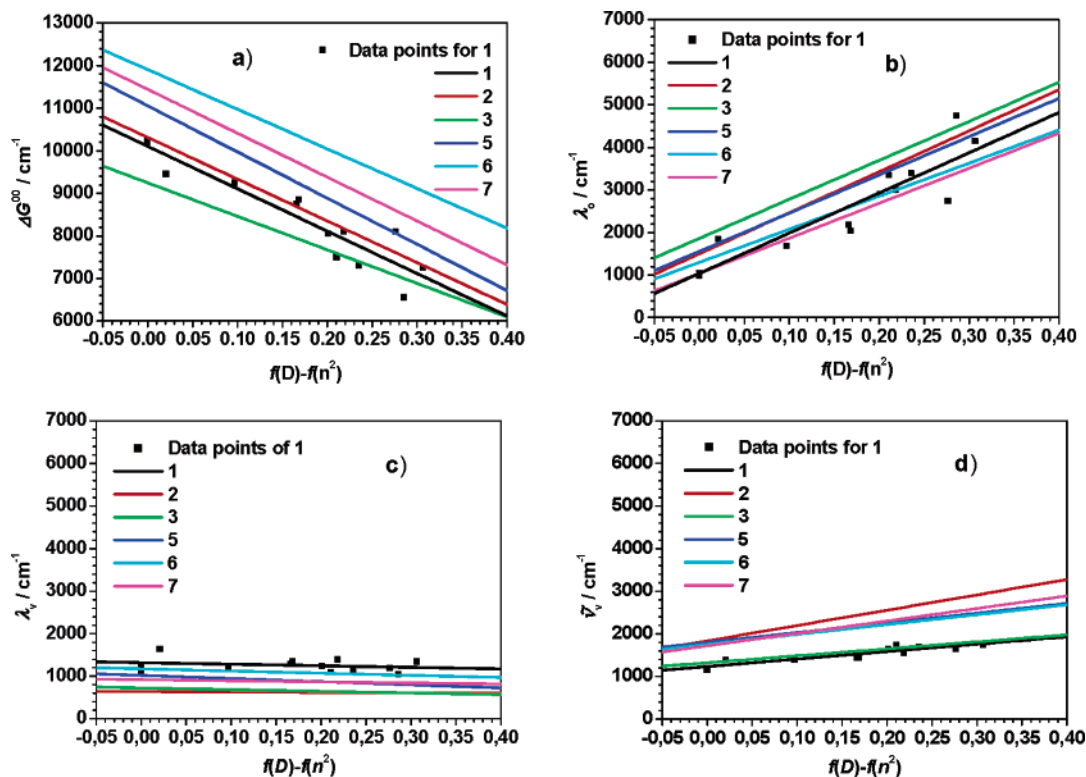 a)
ΔG⁰⁰ / cm⁻¹
13000
12000
11000
10000
9000
8000
7000
6000
Data points for 1
1
2
3
5
6
7
-0.05 0.00 0.05 0.10 0.15 0.20 0.25 0.30 0.35 0.40
f(D)-f(n²)
b)
λₒ / cm⁻¹
7000
6000
5000
4000
3000
2000
1000
0
Data points for 1
1
2
3
5
6
7
-0,05 0,00 0,05 0,10 0,15 0,20 0,25 0,30 0,35 0,40
f(D)-f(n²)
c)
λᵥ / cm⁻¹
7000
6000
5000
4000
3000
2000
1000
0
Data points of 1
1
2
3
5
6
7
-0,05 0,00 0,05 0,10 0,15 0,20 0,25 0,30 0,35 0,40
f(D)-f(n²)
d)
ν̃ᵥ / cm⁻¹
7000
6000
5000
4000
3000
2000
1000
0
Data points for 1
1
2
3
5
6
7
-0,05 0,00 0,05 0,10 0,15 0,20 0,25 0,30 0,35 0,40
f(D)-f(n²)